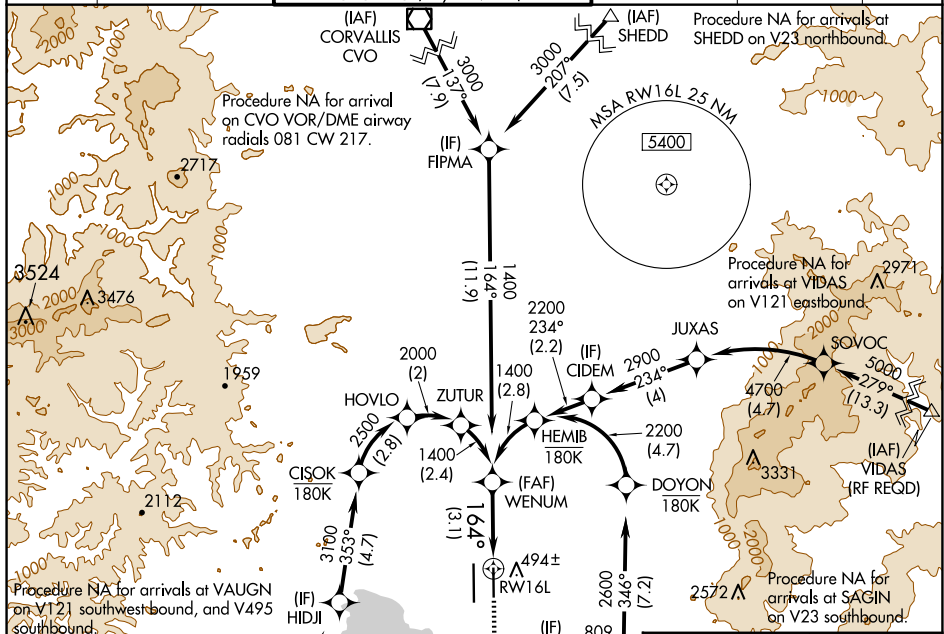 (IAF)
CORVALLIS
CVO
(IAF)
SHEDD
Procedure NA for arrivals at
SHEDD on V23 northbound.
2000
1000
3000
137°
(7.9)
3000
207°
(7.5)
1000
Procedure NA for arrival
on CVO VOR/DME airway
radials 081 CW 217.
MSA RW16L 25 NM
5400
(IF)
FIPMA
2717
1000
1000
1000
3524
2000
3476
3000
1400
164°
(11.9)
Procedure NA for
arrivals at VIDAS
on V121 eastbound.
2971
2000
1000
2200
234°
(2.2)
JUXAS
SOVOC
(IF)
CIDEM
2900
234°
(4)
4700
(4.7)
5000
279°
(13.3)
1959
2000
(2)
HOVLO
ZUTUR
1400
(2.8)
2500
(2.8)
1400
(2.4)
HEMIB
180K
2200
(4.7)
(IAF)
VIDAS
(RF REQD)
CISOK
180K
(FAF)
WENUM
DOYON
180K
3331
2112
164°
(3.1)
3100
353°
(4.7)
494±
RW16L
2600
346°
(7.2)
1000
2000
2572
Procedure NA for arrivals at VAUGN
on V121 southwest bound, and V495
southbound.
(IF)
HIDJI
(IF)
809
Procedure NA for
arrivals at SAGIN
on V23 southbound.